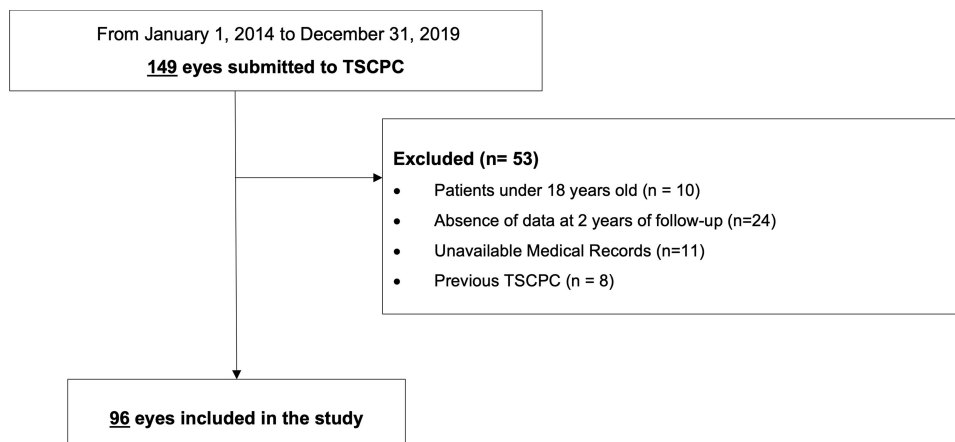 From January 1, 2014 to December 31, 2019
149 eyes submitted to TSCPC
Excluded (n= 53)
• Patients under 18 years old (n = 10)
• Absence of data at 2 years of follow-up (n=24)
• Unavailable Medical Records (n=11)
• Previous TSCPC (n = 8)
96 eyes included in the study